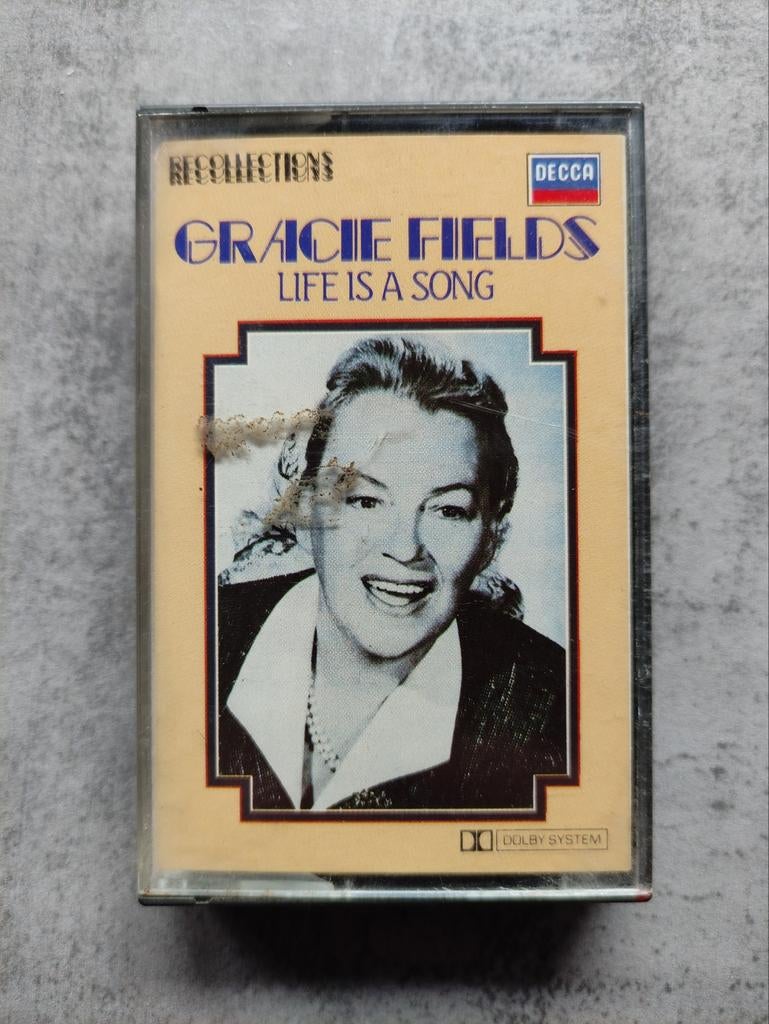 RECOLLECTIONS
DECCA
GRACIE FIELDS
LIFE IS A SONG
DOLBY SYSTEM